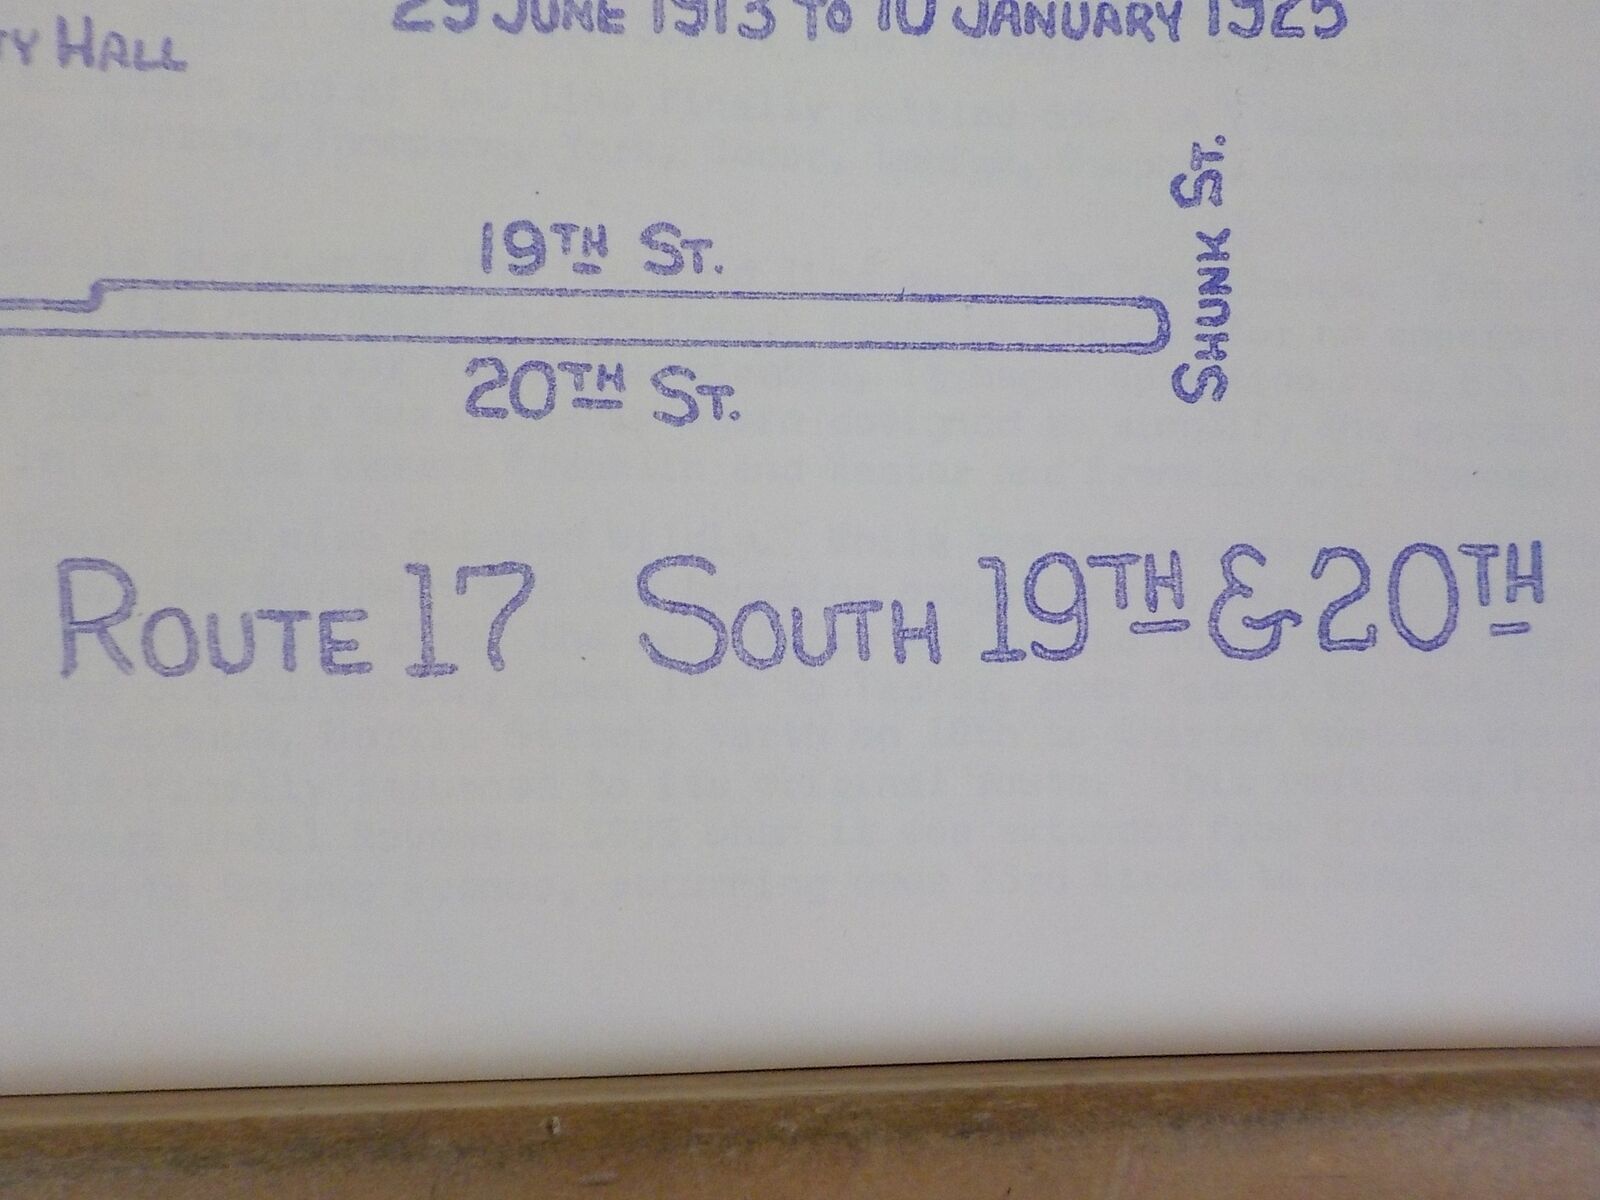 29 JUNE 1913 TO 10 JANUARY 1925
HALL
SHUNK ST.
19TH ST.
20TH ST.
ROUTE 17 SOUTH 19TH & 20TH